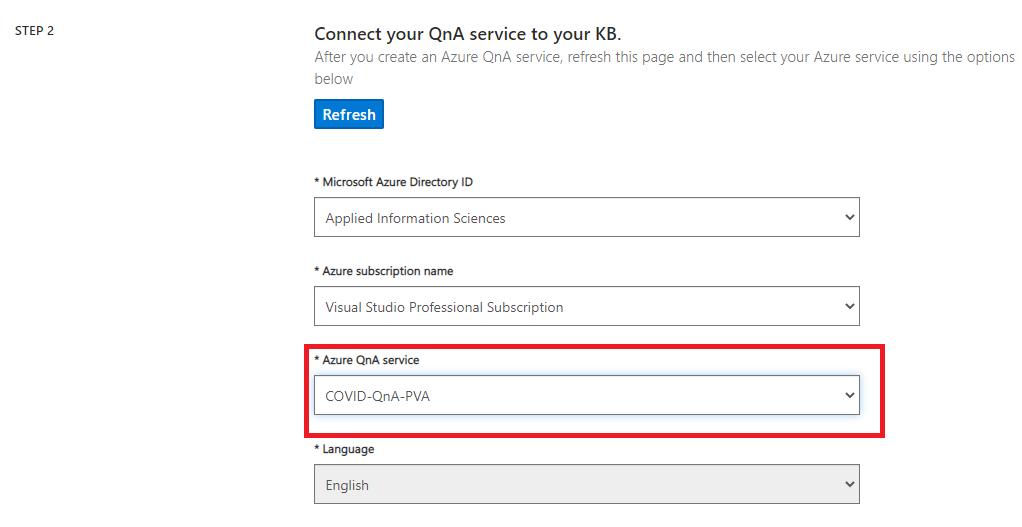 STEP 2
Connect your QnA service to your KB.
After you create an Azure QnA service, refresh this page and then select your Azure service using the options
below
Refresh
* Microsoft Azure Directory ID
Applied Information Sciences
* Azure subscription name
Visual Studio Professional Subscription
* Azure QnA service
COVID-QnA-PVA
* Language
English